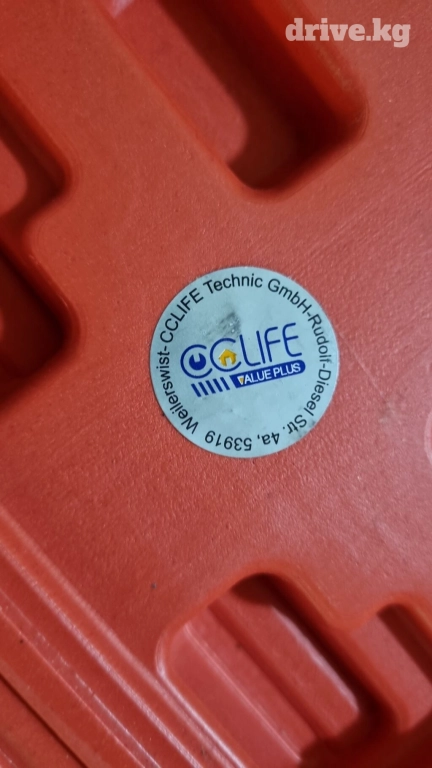 drive.kg
CCLIFE Technic GmbH-Rudolf-Diesel Str. 4a, 53919 Weilerswist-
CCLIFE
VALUE PLUS